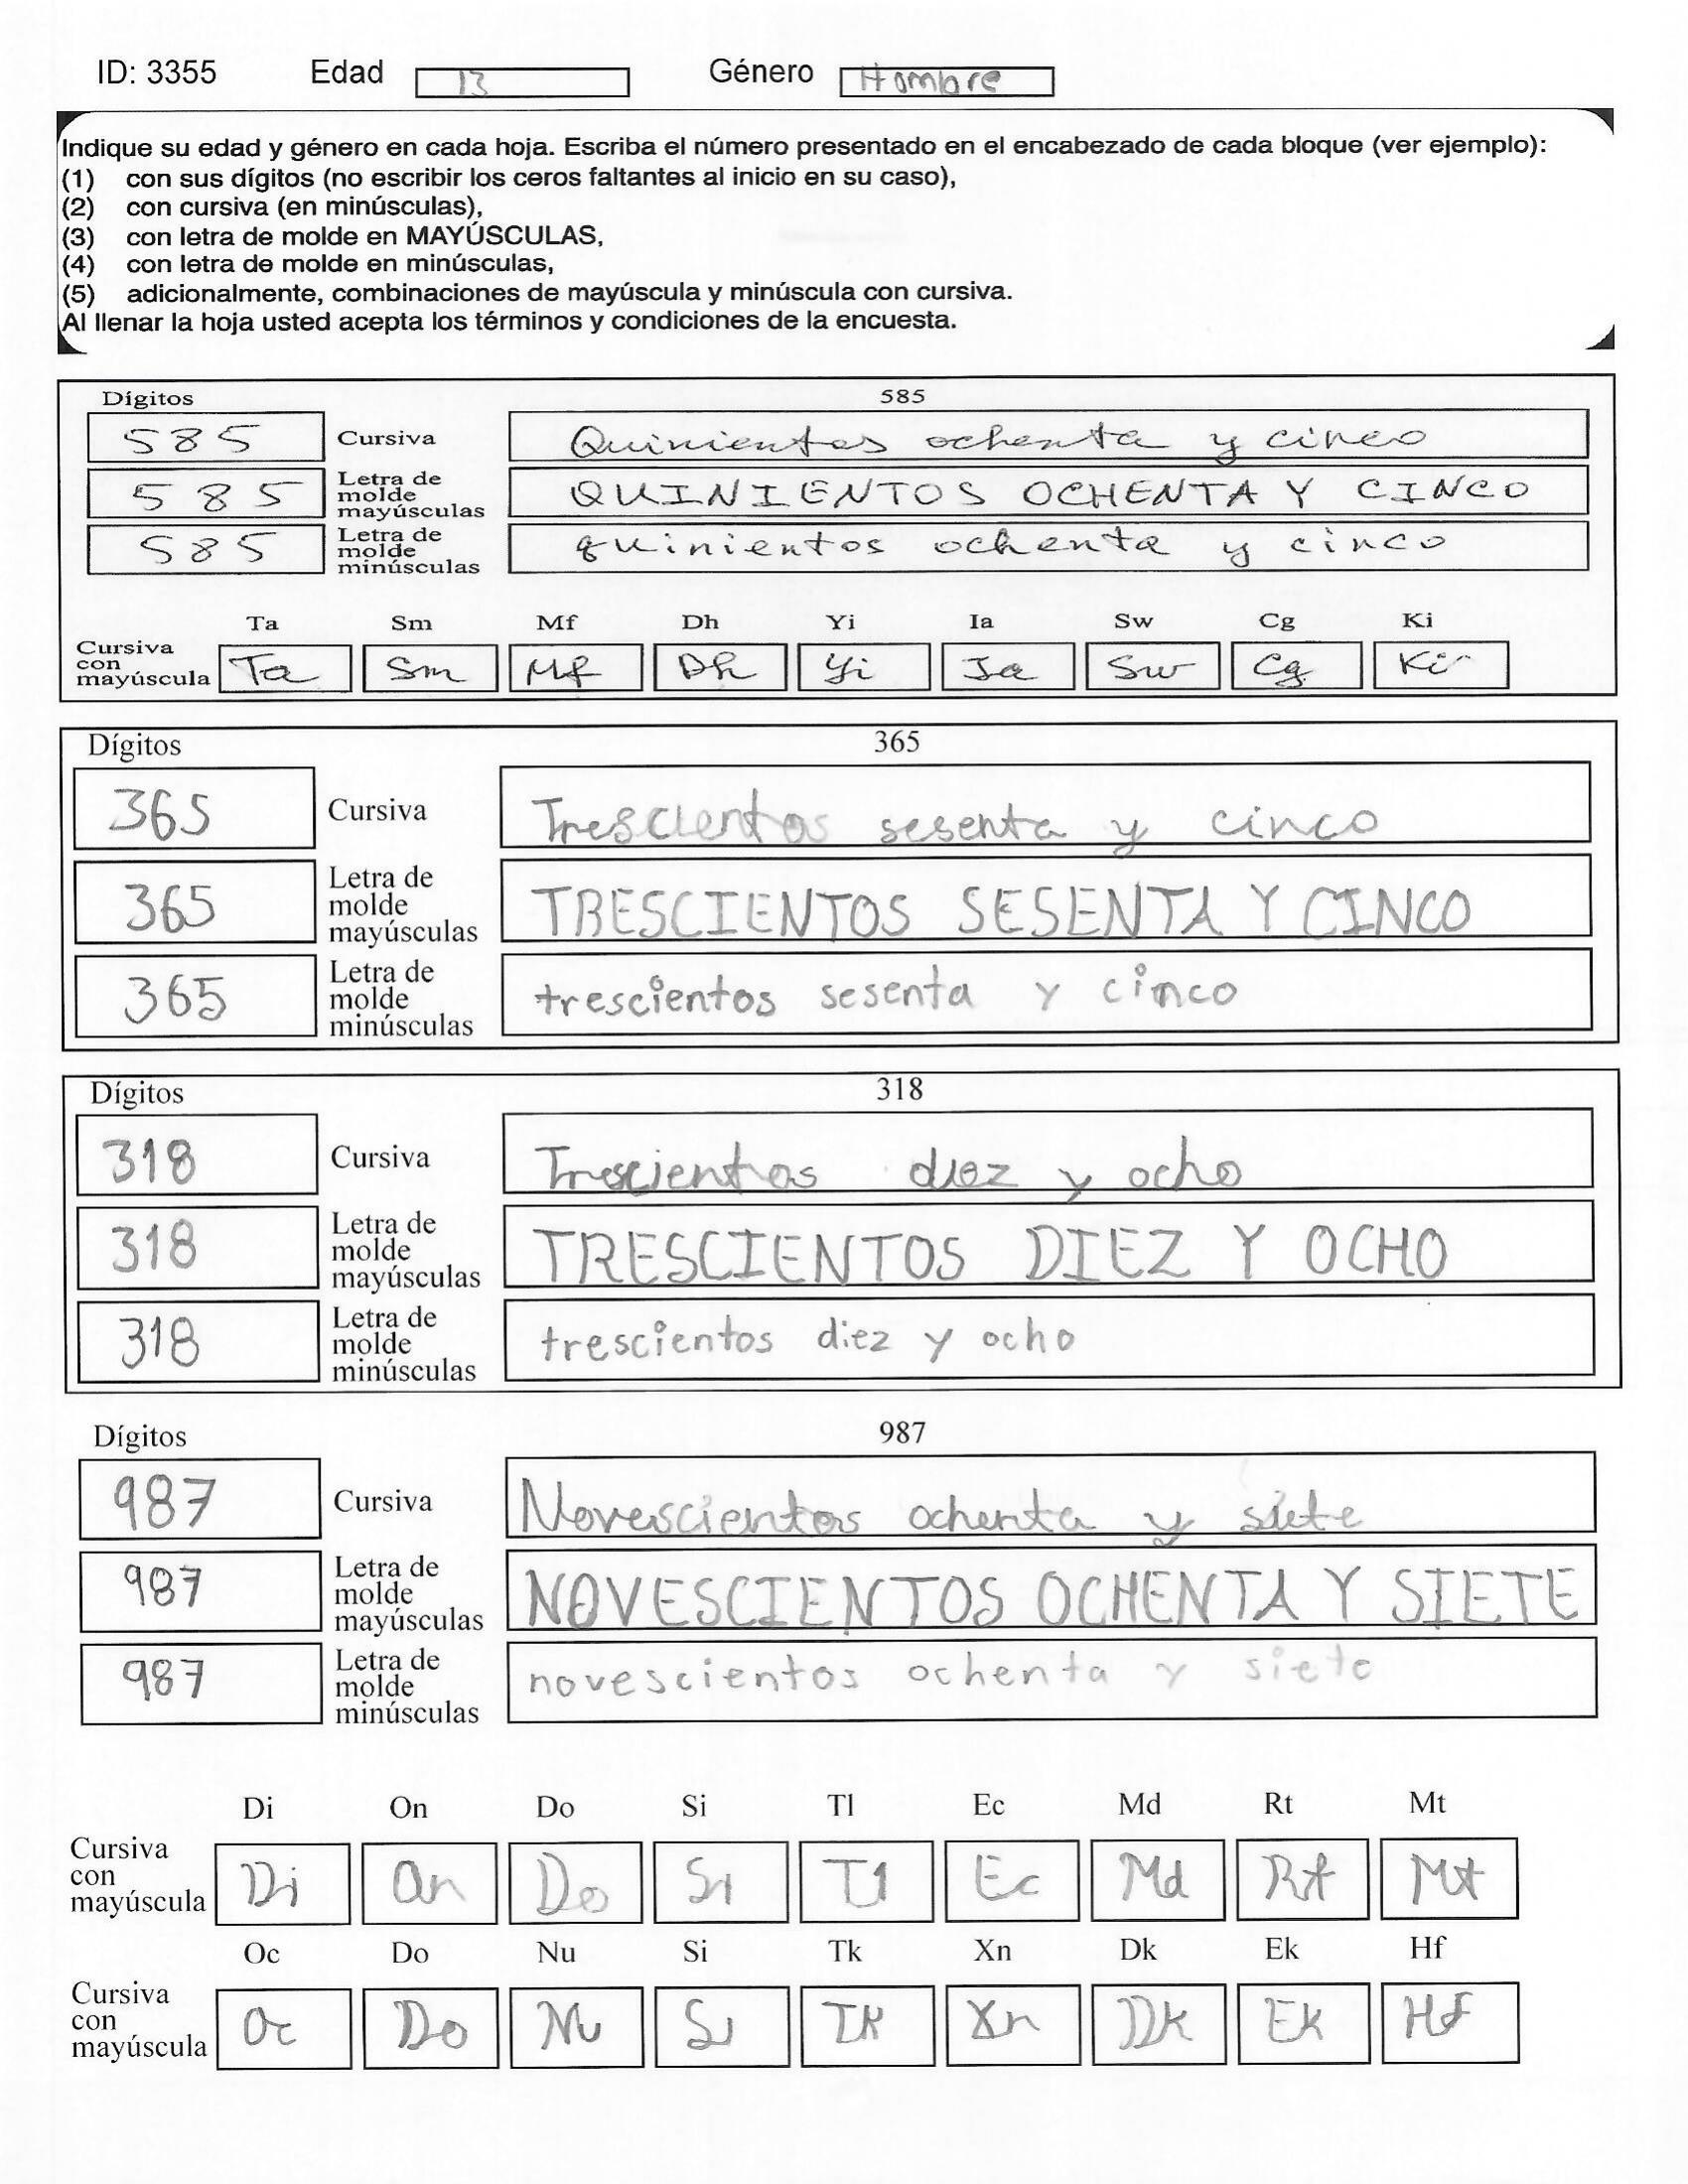 ID: 3355 Edad 13 Género Hombre
Indique su edad y género en cada hoja. Escriba el número presentado en el encabezado de cada bloque (ver ejemplo):
(1) con sus dígitos (no escribir los ceros faltantes al inicio en su caso),
(2) con cursiva (en minúsculas),
(3) con letra de molde en MAYÚSCULAS,
(4) con letra de molde en minúsculas,
(5) adicionalmente, combinaciones de mayúscula y minúscula con cursiva.
Al llenar la hoja usted acepta los términos y condiciones de la encuesta.
Dígitos 585
585 Cursiva Quinientos ochenta y cinco
585 Letra de molde mayúsculas QUINIENTOS OCHENTA Y CINCO
585 Letra de molde minúsculas quinientos ochenta y cinco
Ta Sm Mf Dh Yi Ia Sw Cg Ki
Cursiva con mayúscula Ta Sm Mf Dh Yi Ia Sw Cg Ki
Dígitos 365
365 Cursiva Trescientos sesenta y cinco
365 Letra de molde mayúsculas TRESCIENTOS SESENTA Y CINCO
365 Letra de molde minúsculas trescientos sesenta y cinco
Dígitos 318
318 Cursiva Trescientos diez y ocho
318 Letra de molde mayúsculas TRESCIENTOS DIEZ Y OCHO
318 Letra de molde minúsculas trescientos diez y ocho
Dígitos 987
987 Cursiva Novescientos ochenta y siete
987 Letra de molde mayúsculas NOVESCIENTOS OCHENTA Y SIETE
987 Letra de molde minúsculas novescientos ochenta y siete
Di On Do Si Tl Ec Md Rt Mt
Cursiva con mayúscula Di On Do Si Tl Ec Md Rt Mt
Oc Do Nu Si Tk Xn Dk Ek Hf
Cursiva con mayúscula Oc Do Nu Si Tk Xn Dk Ek Hf